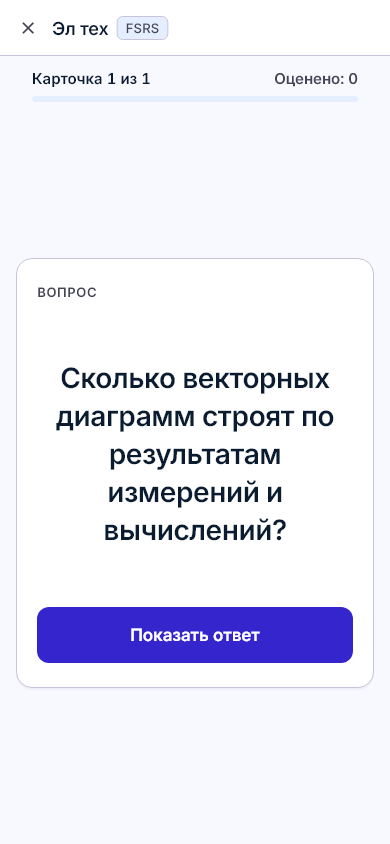 Эл тех FSRS
Карточка 1 из 1 Оценено: 0
ВОПРОС
Сколько векторных
диаграмм строят по
результатам
измерений и
вычислений?
Показать ответ